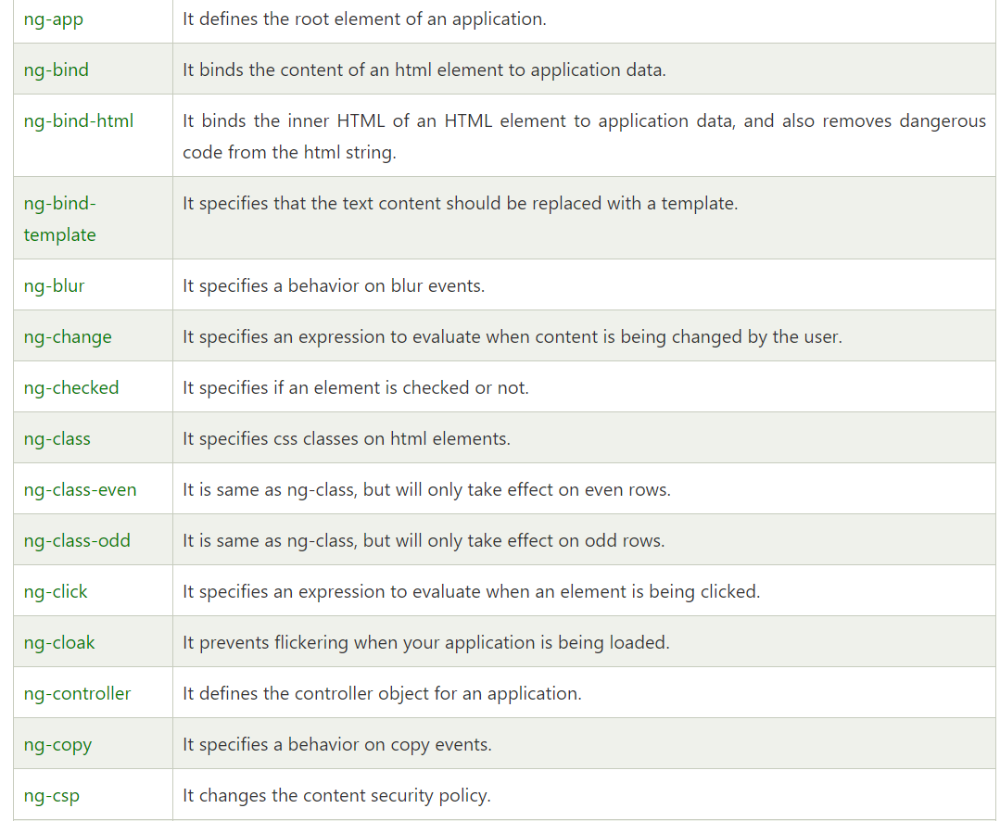 ng-app It defines the root element of an application.
ng-bind It binds the content of an html element to application data.
ng-bind-html It binds the inner HTML of an HTML element to application data, and also removes dangerous
code from the html string.
ng-bind- It specifies that the text content should be replaced with a template.
template
ng-blur It specifies a behavior on blur events.
ng-change It specifies an expression to evaluate when content is being changed by the user.
ng-checked It specifies if an element is checked or not.
ng-class It specifies css classes on html elements.
ng-class-even It is same as ng-class, but will only take effect on even rows.
ng-class-odd It is same as ng-class, but will only take effect on odd rows.
ng-click It specifies an expression to evaluate when an element is being clicked.
ng-cloak It prevents flickering when your application is being loaded.
ng-controller It defines the controller object for an application.
ng-copy It specifies a behavior on copy events.
ng-csp It changes the content security policy.